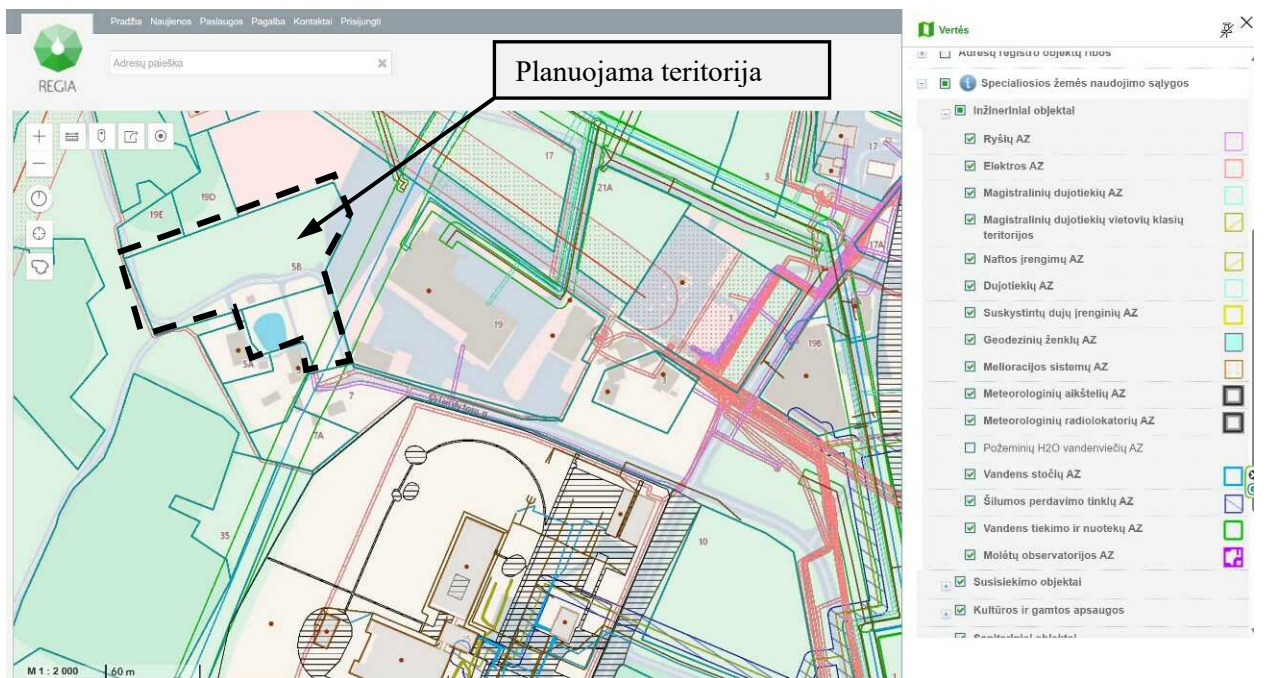 Pradžia Naujienos Paslaugos Pagalba Kontaktai Prisijungti
Adresų paieška
REGIA
Planuojama teritorija
Vertės
Adresų registro objektų ribos
Specialiosios žemės naudojimo sąlygos
Inžineriniai objektai
Ryšių AZ
Elektros AZ
Magistralinių dujotiekių AZ
Magistralinių dujotiekių vietovių klasių
teritorijos
Naftos įrengimų AZ
Dujotiekių AZ
Suskystintų dujų įrenginių AZ
Geodezinių ženklų AZ
Melioracijos sistemų AZ
Meteorologinių aikštelių AZ
Meteorologinių radiolokatorių AZ
Požeminių H2O vandenviečių AZ
Vandens stočių AZ
Šilumos perdavimo tinklų AZ
Vandens tiekimo ir nuotekų AZ
Molėtų observatorijos AZ
Susisiekimo objektai
Kultūros ir gamtos apsaugos
17
17
3
21A
19D
19E
17A
5B
19
3
19B
5A
3
7
7A
35
10
M 1 : 2 000
60 m